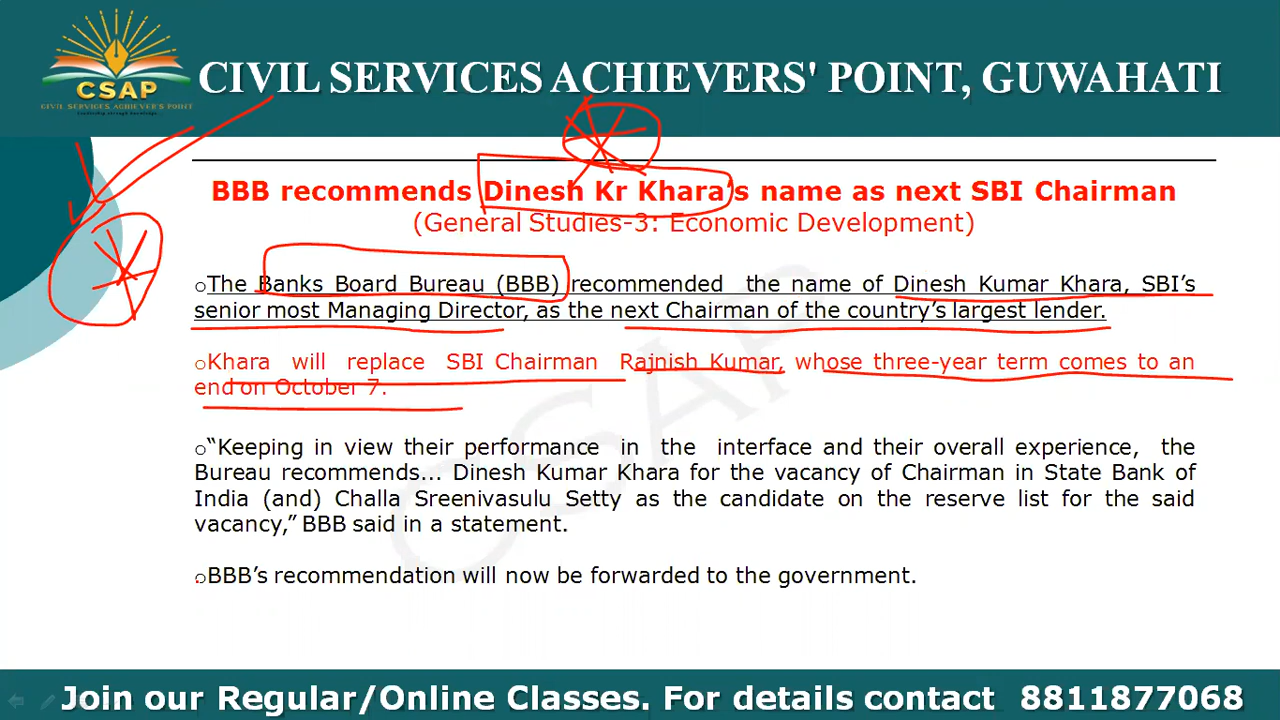 CSAP
CIVIL SERVICES ACHIEVER'S POINT
CIVIL SERVICES ACHIEVERS' POINT, GUWAHATI
BBB recommends Dinesh Kr Khara's name as next SBI Chairman
(General Studies-3: Economic Development)
oThe Banks Board Bureau (BBB) recommended the name of Dinesh Kumar Khara, SBI's
senior most Managing Director, as the next Chairman of the country's largest lender.
oKhara will replace SBI Chairman Rajnish Kumar, whose three-year term comes to an
end on October 7.
o“Keeping in view their performance in the interface and their overall experience, the
Bureau recommends... Dinesh Kumar Khara for the vacancy of Chairman in State Bank of
India (and) Challa Sreenivasulu Setty as the candidate on the reserve list for the said
vacancy,” BBB said in a statement.
oBBB's recommendation will now be forwarded to the government.
CSAP
Join our Regular/Online Classes. For details contact 8811877068